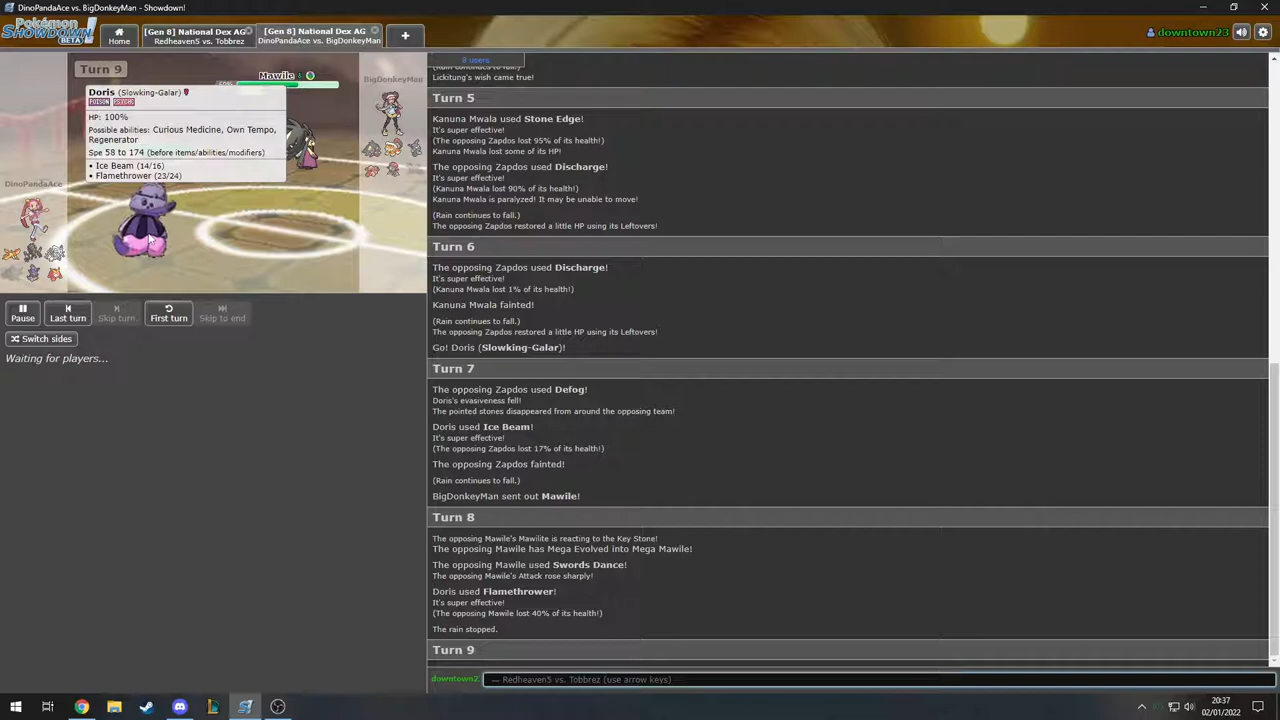 DinoPandaAce vs. BigDonkeyMan - Showdown!
Pokémon
SHOWDOWN
BETA
Home
[Gen 8] National Dex AG
Redheaven5 vs. Tobbrez
[Gen 8] National Dex AG
DinoPandaAce vs. BigDonkeyMan
downtown23
Turn 9
Mawile
BigDonkeyMan
Doris (Slowking-Galar)
POISON PSYCHC
HP: 100%
Possible abilities: Curious Medicine, Own Tempo,
Regenerator
Spe 58 to 174 (before items/abilities/modifiers)
• Ice Beam (14/16)
• Flamethrower (23/24)
DinoPandaAce
Pause
Last turn
Skip turn
First turn
Skip to end
Switch sides
Waiting for players...
9 users
(Rain continues to fall.)
Lickitung's wish came true!
Turn 5
Kanuna Mwala used Stone Edge!
It's super effective!
(The opposing Zapdos lost 95% of its health!)
Kanuna Mwala lost some of its HP!
The opposing Zapdos used Discharge!
(Kanuna Mwala lost 90% of its health!)
Kanuna Mwala is paralyzed! It may be unable to move!
(Rain continues to fall.)
The opposing Zapdos restored a little HP using its Leftovers!
Turn 6
The opposing Zapdos used Discharge!
It's super effective!
(Kanuna Mwala lost 1% of its health!)
Kanuna Mwala fainted!
(Rain continues to fall.)
The opposing Zapdos restored a little HP using its Leftovers!
Go! Doris (Slowking-Galar)!
Turn 7
The opposing Zapdos used Defog!
Doris's evasiveness fell!
The pointed stones disappeared from around the opposing team!
Doris used Ice Beam!
It's super effective!
(The opposing Zapdos lost 17% of its health!)
The opposing Zapdos fainted!
(Rain continues to fall.)
BigDonkeyMan sent out Mawile!
Turn 8
The opposing Mawile's Mawilite is reacting to the Key Stone!
The opposing Mawile has Mega Evolved into Mega Mawile!
The opposing Mawile used Swords Dance!
The opposing Mawile's Attack rose sharply!
Doris used Flamethrower!
It's super effective!
(The opposing Mawile lost 40% of its health!)
The rain stopped.
Turn 9
downtown2
— Redheaven5 vs. Tobbrez (use arrow keys)
20:37
02/01/2022